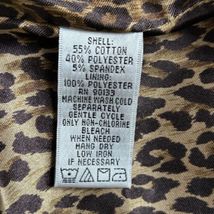 SHELL:
55% COTTON
40% POLYESTER
5% SPANDEX
LINING:
100% POLYESTER
RN 90133
MACHINE WASH COLD
SEPARATELY
GENTLE CYCLE
ONLY NON-CHLORINE
BLEACH
WHEN NEEDED
HANG DRY
LOW IRON
IF NECESSARY